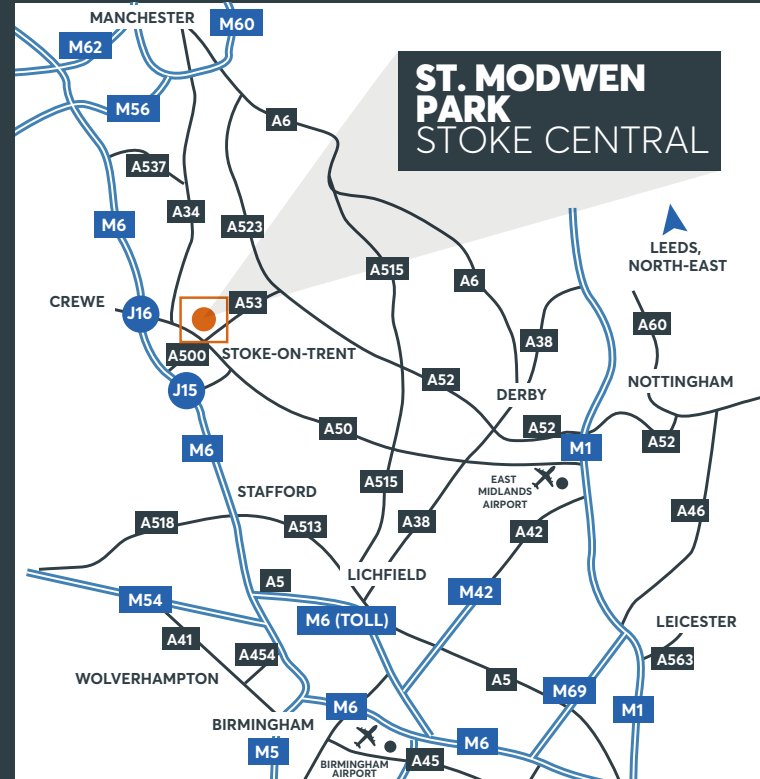 MANCHESTER
M60
M62
ST. MODWEN
PARK
STOKE CENTRAL
M56
A6
A537
A34
M6
A523
LEEDS,
NORTH-EAST
A515
A6
CREWE
J16
A53
A60
A38
A500
STOKE-ON-TRENT
J15
A52
NOTTINGHAM
DERBY
A50
A52
A52
M6
M1
EAST
MIDLANDS
AIRPORT
A515
STAFFORD
A46
A518
A513
A38
A42
LICHFIELD
A5
M54
M42
M6 (TOLL)
LEICESTER
A41
A454
A563
WOLVERHAMPTON
A5
M69
M6
M1
BIRMINGHAM
M5
M6
BIRMINGHAM
AIRPORT
A45